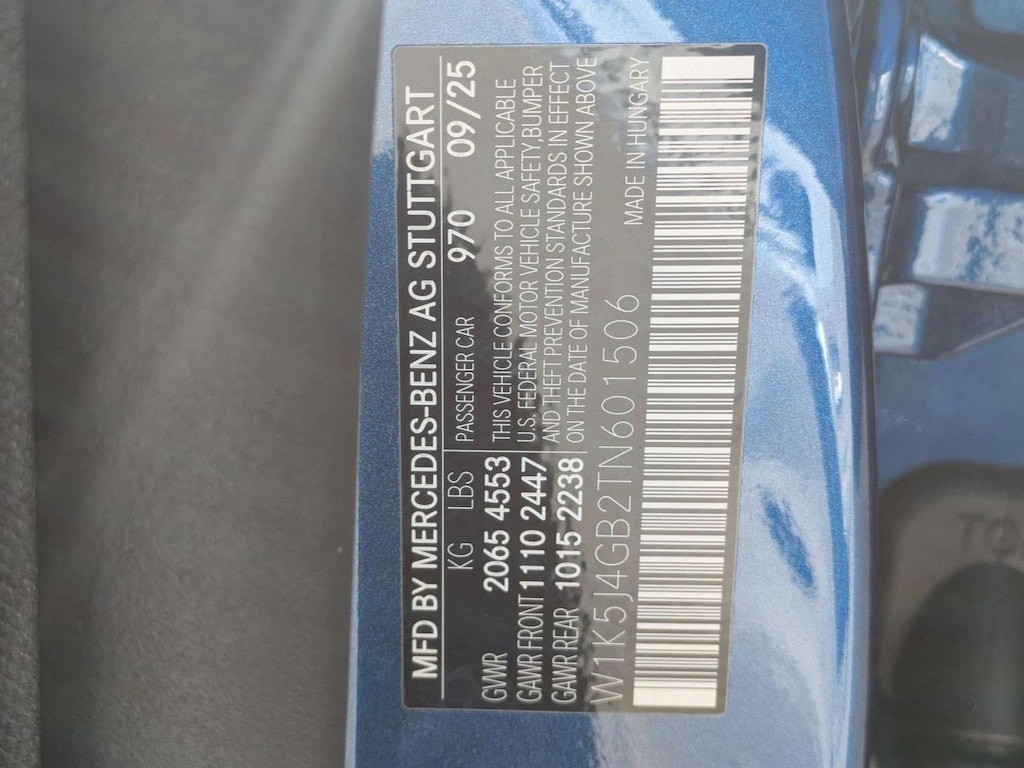 MFD BY MERCEDES-BENZ AG STUTTGART
KG LBS PASSENGER CAR 970 09/25
GWR 2065 4553 THIS VEHICLE CONFORMS TO ALL APPLICABLE
GAWR FRONT 1110 2447 U.S. FEDERAL MOTOR VEHICLE SAFETY,BUMPER
GAWR REAR 1015 2238 AND THEFT PREVENTION STANDARDS IN EFFECT
ON THE DATE OF MANUFACTURE SHOWN ABOVE
W1K5J4GB2TN601506 MADE IN HUNGARY